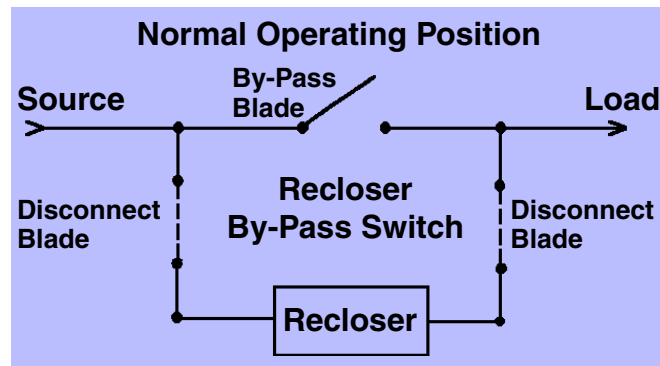 Normal Operating Position
By-Pass
Blade
Source
Load
Disconnect
Blade
Recloser
By-Pass Switch
Disconnect
Blade
Recloser